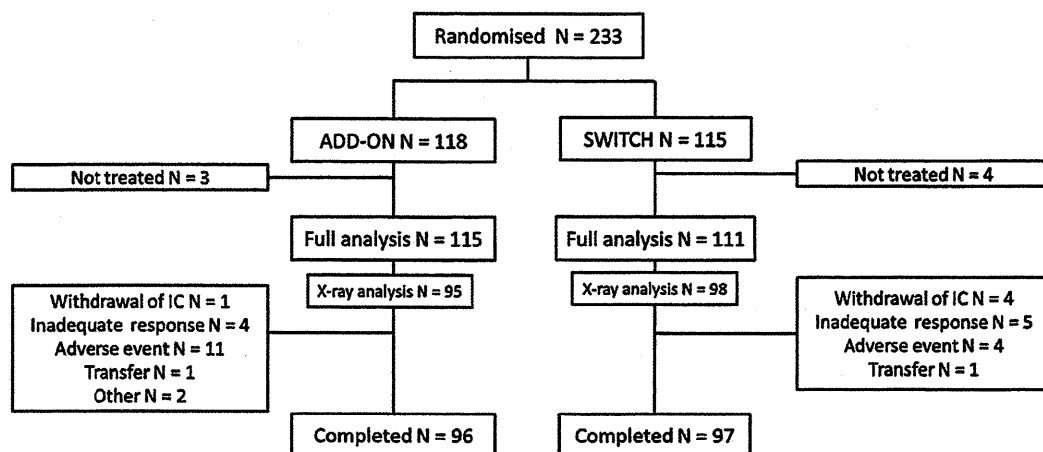 Randomised N = 233
ADD-ON N = 118
SWITCH N = 115
Not treated N = 3
Not treated N = 4
Full analysis N = 115
Full analysis N = 111
X-ray analysis N = 95
X-ray analysis N = 98
Withdrawal of IC N = 1
Inadequate response N = 4
Adverse event N = 11
Transfer N = 1
Other N = 2
Withdrawal of IC N = 4
Inadequate response N = 5
Adverse event N = 4
Transfer N = 1
Completed N = 96
Completed N = 97